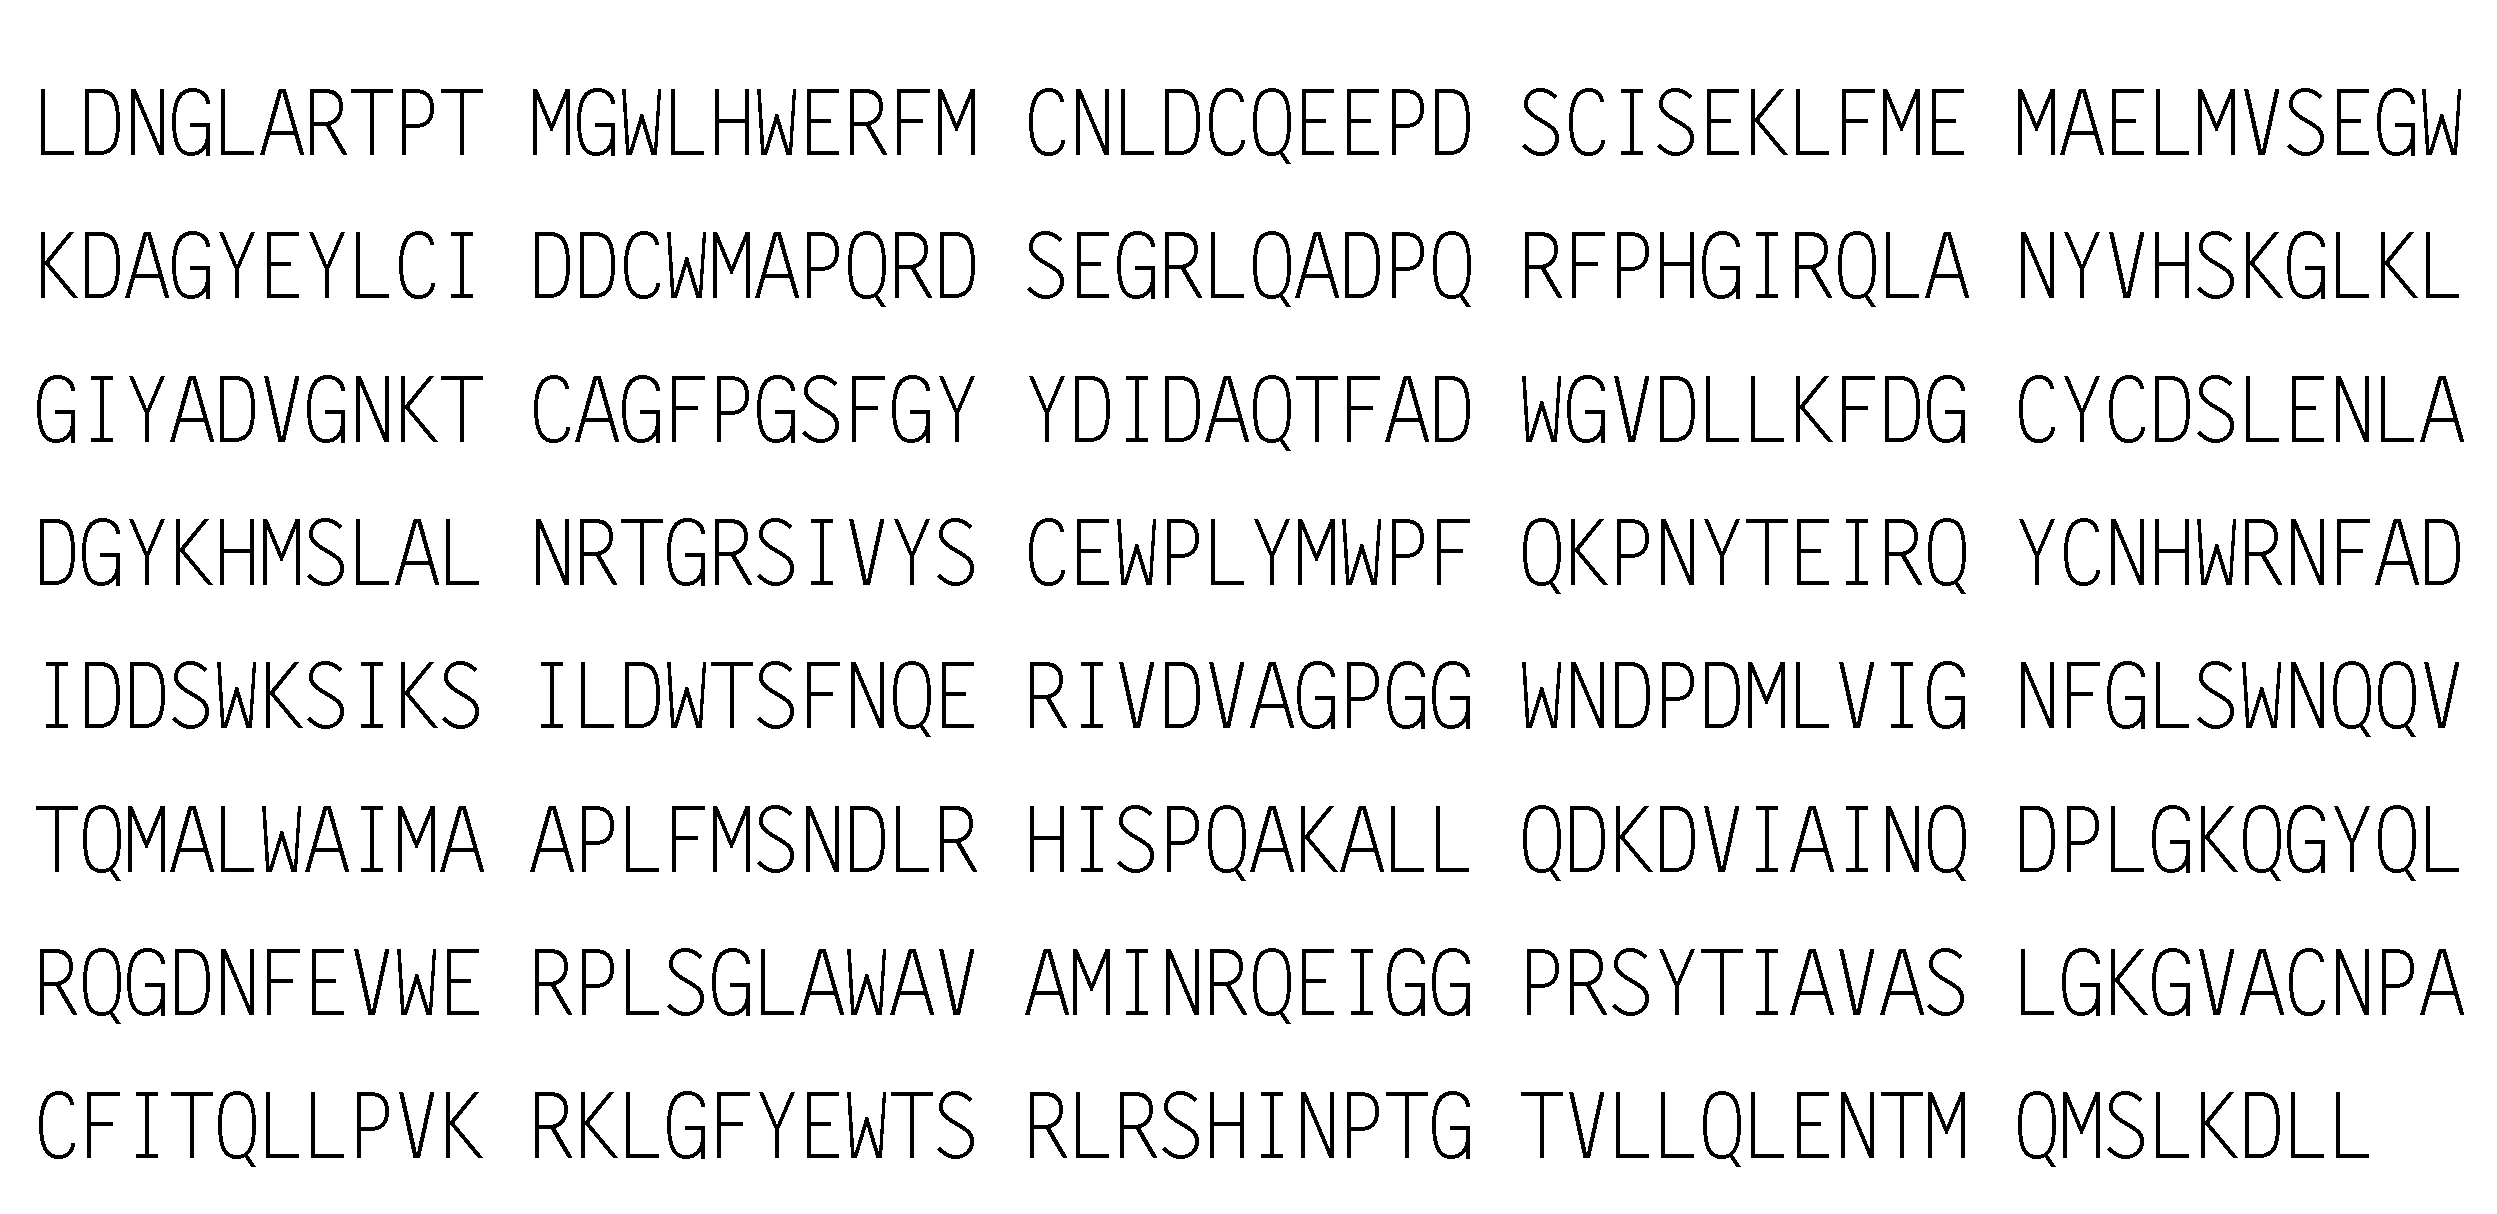 LDNGLARTPT MGWLHWERFM CNLDCQEEPD SCISEKLFME MAELMVSEGW
KDAGYEYLCI DDCWMAPQRD SEGRLQADPQ RFPHGIRQLA NYVHSKGLKL
GIYADVGNKT CAGFPGSFGY YDIDAQTFAD WGVDLLKFDG CYCDSLENLA
DGYKHMSLAL NRTGRSIVYS CEWPLYMWPF QKPNYTEIRQ YCNHWRNFAD
IDDSWKSIKS ILDWTSFNQE RIVDVAGPGG WNDPDMLVIG NFGLSWNQQV
TQMALWAIMA APLFMSNDLR HISPQAKALL QDKDVIAINQ DPLGKQGYQL
RQGDNFEVWE RPLSGLAWAV AMINRQEIGG PRSYTIAVAS LGKGVACNPA
CFITQLLPVK RKLGFYEWTS RLRSHINPTG TVLLQLENTM QMSLKDLL